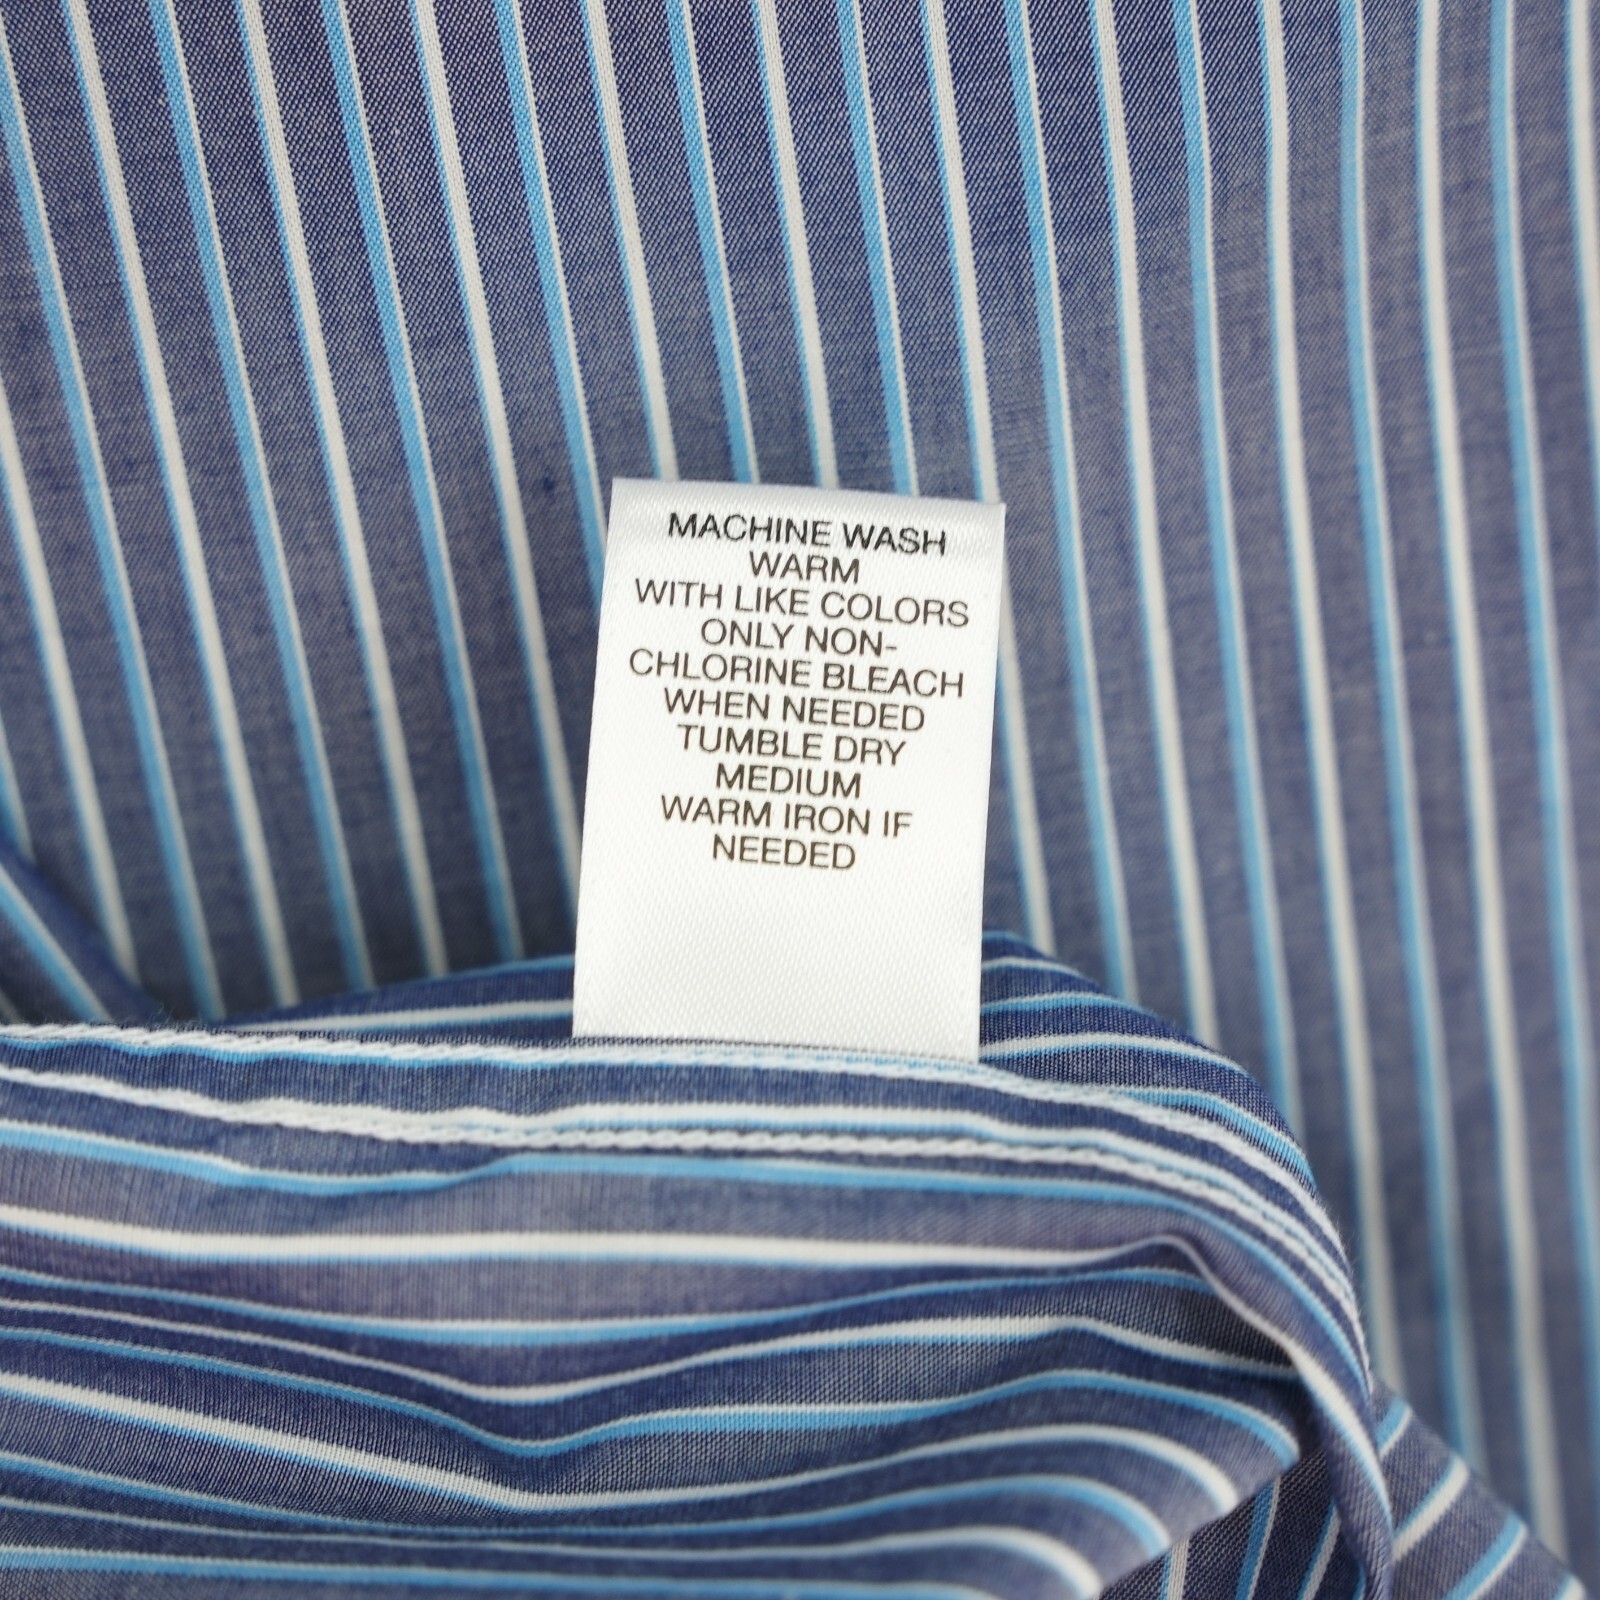 MACHINE WASH
WARM
WITH LIKE COLORS
ONLY NON-
CHLORINE BLEACH
WHEN NEEDED
TUMBLE DRY
MEDIUM
WARM IRON IF
NEEDED